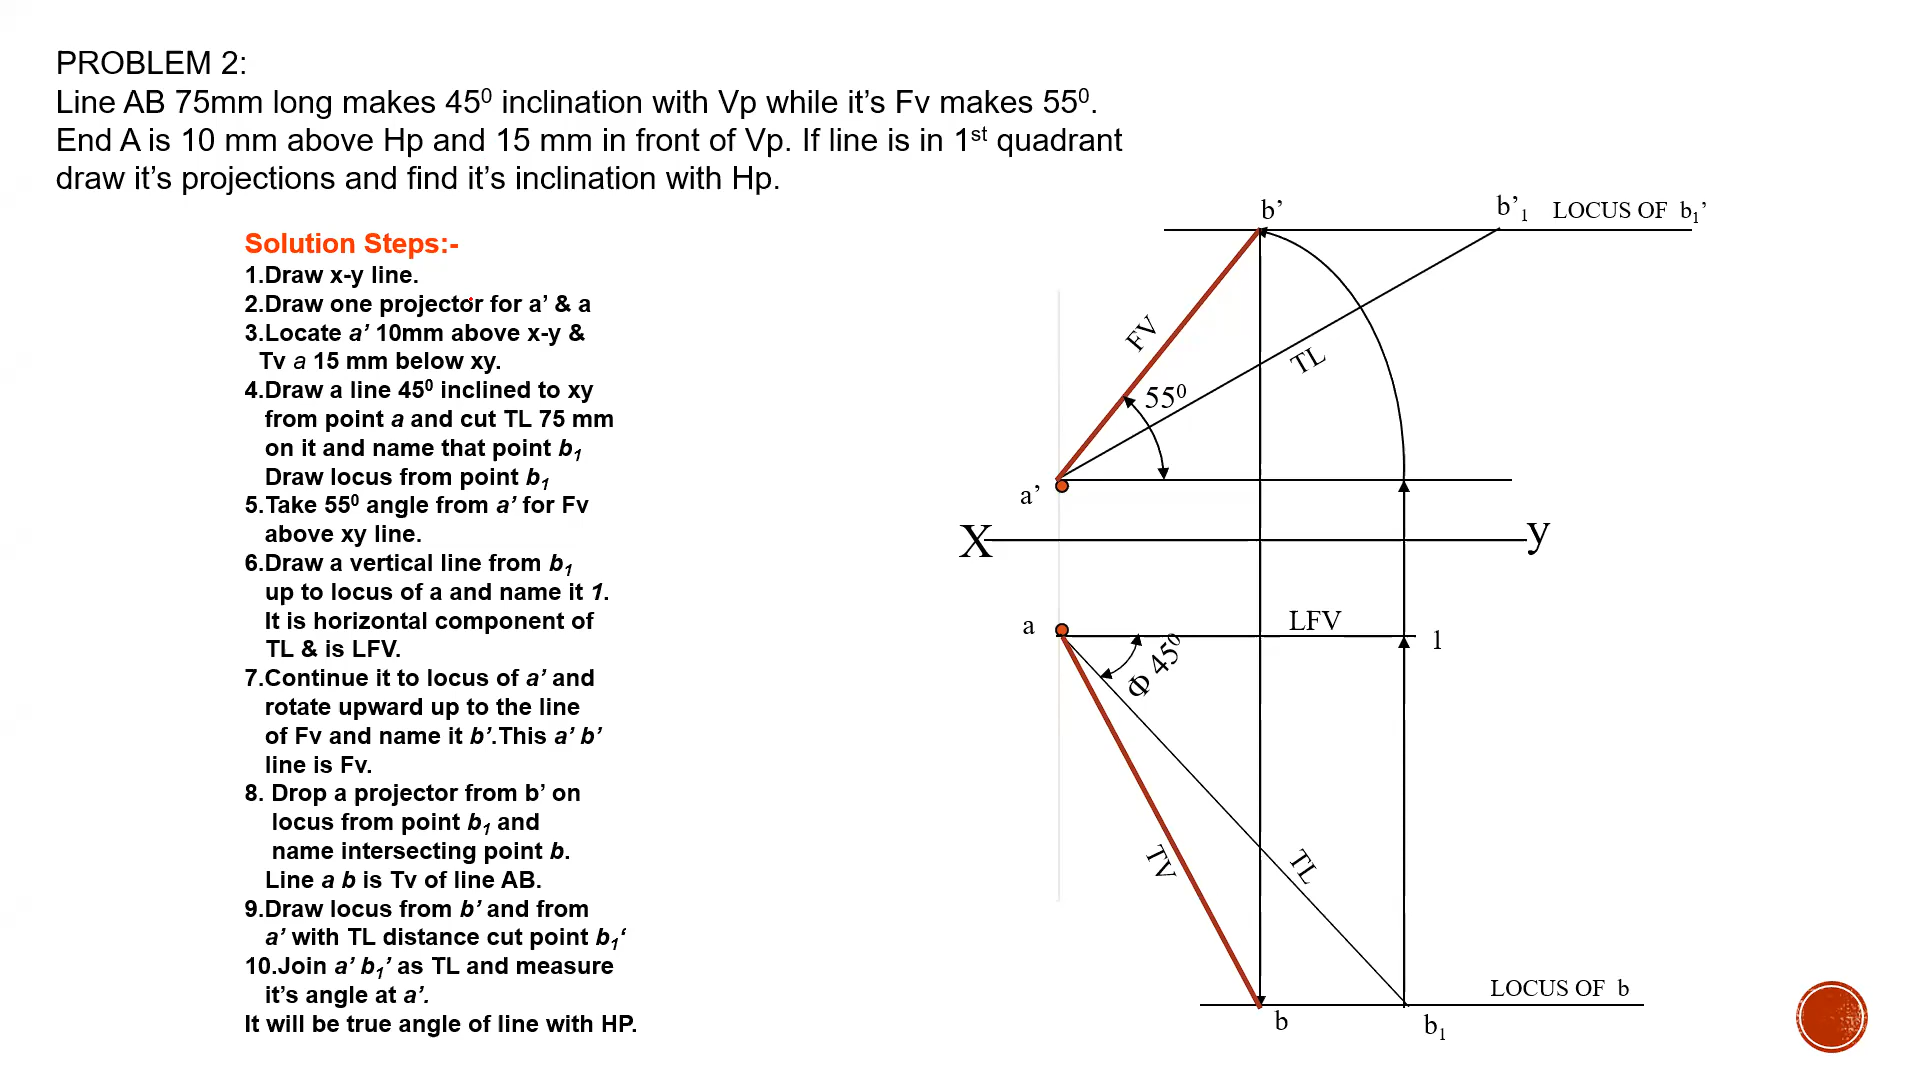 PROBLEM 2:
Line AB 75mm long makes 45⁰ inclination with Vp while it’s Fv makes 55⁰.
End A is 10 mm above Hp and 15 mm in front of Vp. If line is in 1ˢᵗ quadrant
draw it’s projections and find it’s inclination with Hp.
Solution Steps:-
1.Draw x-y line.
2.Draw one projector for a’ & a
3.Locate a’ 10mm above x-y &
Tv a 15 mm below xy.
4.Draw a line 45⁰ inclined to xy
from point a and cut TL 75 mm
on it and name that point b₁
Draw locus from point b₁
5.Take 55⁰ angle from a’ for Fv
above xy line.
6.Draw a vertical line from b₁
up to locus of a and name it 1.
It is horizontal component of
TL & is LFV.
7.Continue it to locus of a’ and
rotate upward up to the line
of Fv and name it b’.This a’ b’
line is Fv.
8. Drop a projector from b’ on
locus from point b₁ and
name intersecting point b.
Line a b is Tv of line AB.
9.Draw locus from b’ and from
a’ with TL distance cut point b₁‘
10.Join a’ b₁’ as TL and measure
it’s angle at a’.
It will be true angle of line with HP.
b’
b’₁
LOCUS OF b₁’
FV
TL
55⁰
a’
X
y
a
LFV
1
Φ 45⁰
TV
TL
LOCUS OF b
b
b₁